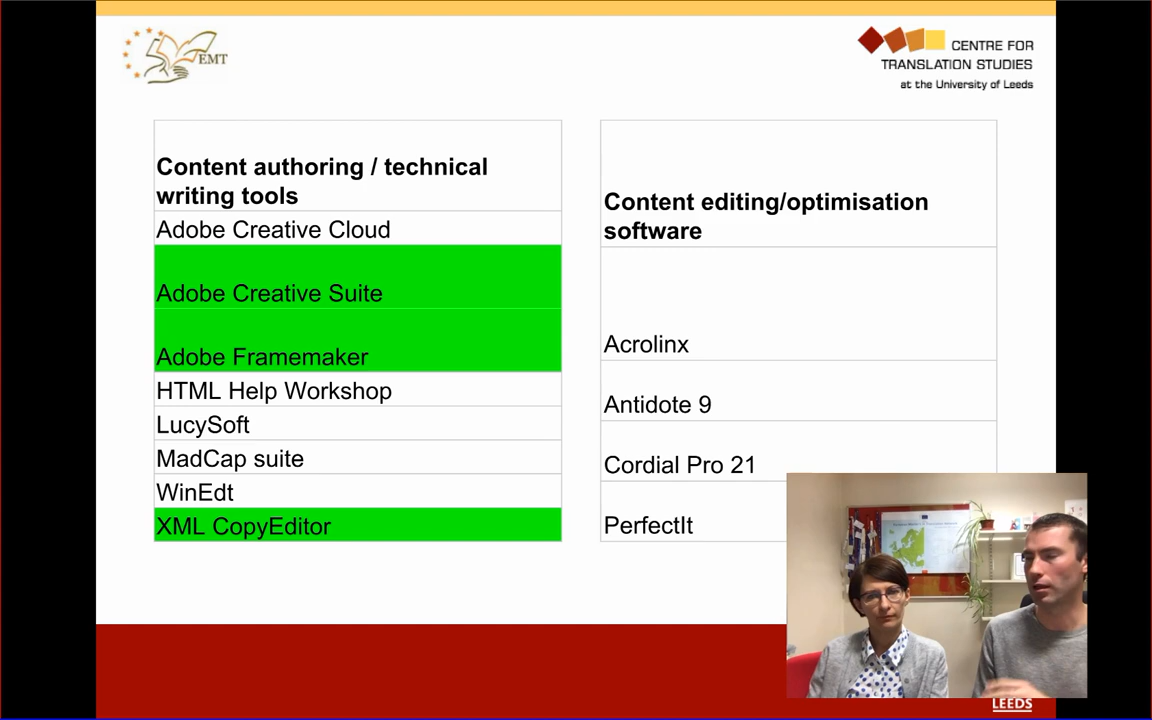 EMT
CENTRE FOR
TRANSLATION STUDIES
at the University of Leeds
Content authoring / technical
writing tools
Adobe Creative Cloud
Adobe Creative Suite
Adobe Framemaker
HTML Help Workshop
LucySoft
MadCap suite
WinEdt
XML CopyEditor
Content editing/optimisation
software
Acrolinx
Antidote 9
Cordial Pro 21
PerfectIt
LEEDS